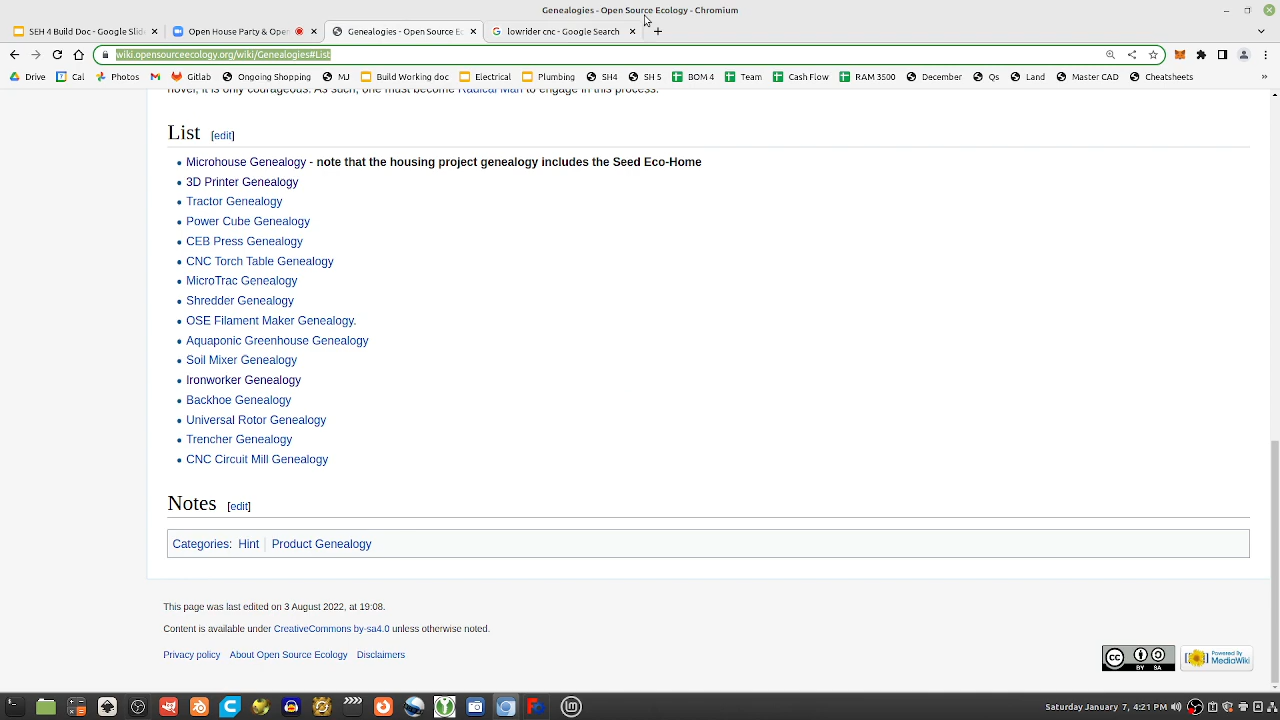 Genealogies - Open Source Ecology - Chromium
SEH 4 Build Doc - Google Slid
Open House Party & Open
Genealogies - Open Source Ec
lowrider cnc - Google Search
wiki.opensourceecology.org/wiki/Genealogies#List
Drive Cal Photos Gitlab Ongoing Shopping MJ Build Working doc Electrical Plumbing SH4 SH 5 BOM 4 Team Cash Flow RAM 3500 December Qs Land Master CAD Cheatsheets »
novel, it is only courageous. As such, one must become Radical Man to engage in this process.
List [edit]
Microhouse Genealogy - note that the housing project genealogy includes the Seed Eco-Home
3D Printer Genealogy
Tractor Genealogy
Power Cube Genealogy
CEB Press Genealogy
CNC Torch Table Genealogy
MicroTrac Genealogy
Shredder Genealogy
OSE Filament Maker Genealogy.
Aquaponic Greenhouse Genealogy
Soil Mixer Genealogy
Ironworker Genealogy
Backhoe Genealogy
Universal Rotor Genealogy
Trencher Genealogy
CNC Circuit Mill Genealogy
Notes [edit]
Categories: Hint | Product Genealogy
This page was last edited on 3 August 2022, at 19:08.
Content is available under CreativeCommons by-sa4.0 unless otherwise noted.
Privacy policy About Open Source Ecology Disclaimers
cc BY SA
Powered By MediaWiki
Saturday January 7, 4:21 PM